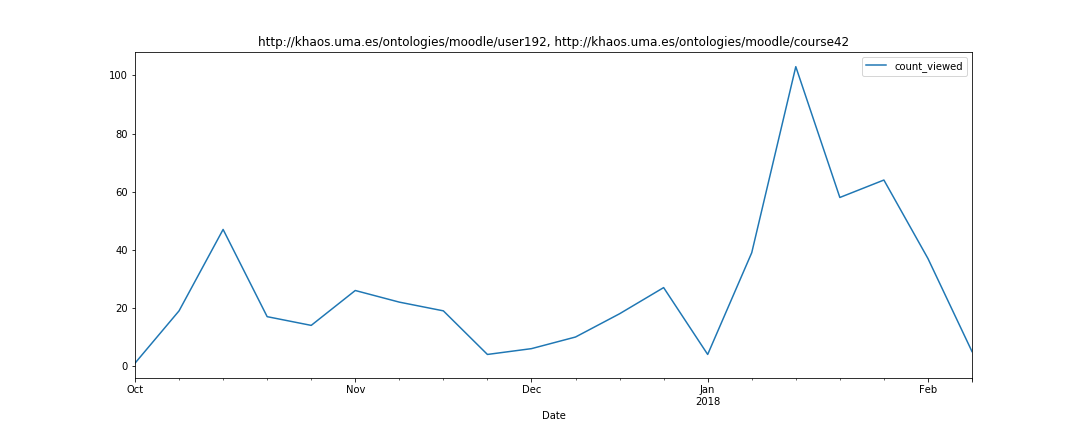 http://khaos.uma.es/ontologies/moodle/user192, http://khaos.uma.es/ontologies/moodle/course42
count_viewed
100
80
60
40
20
0
Oct Nov Dec Jan Feb
2018
Date